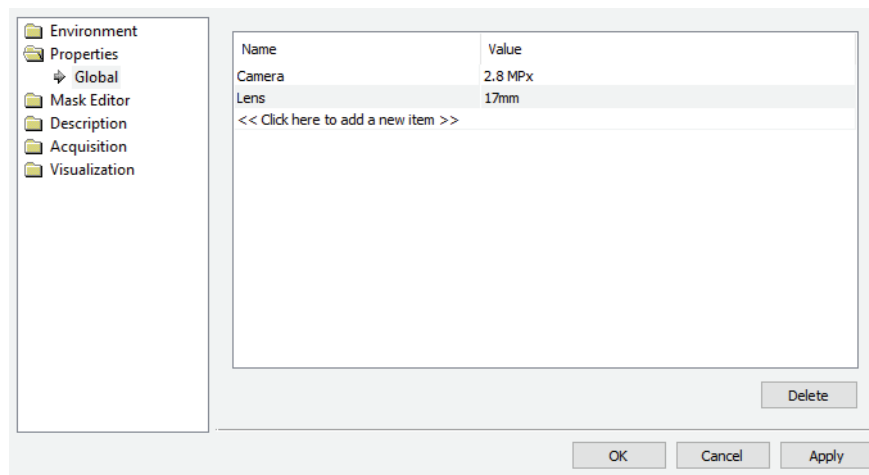 Environment
Properties
Global
Mask Editor
Description
Acquisition
Visualization
Name Value
Camera 2.8 MPx
Lens 17mm
<< Click here to add a new item >>
Delete
OK Cancel Apply